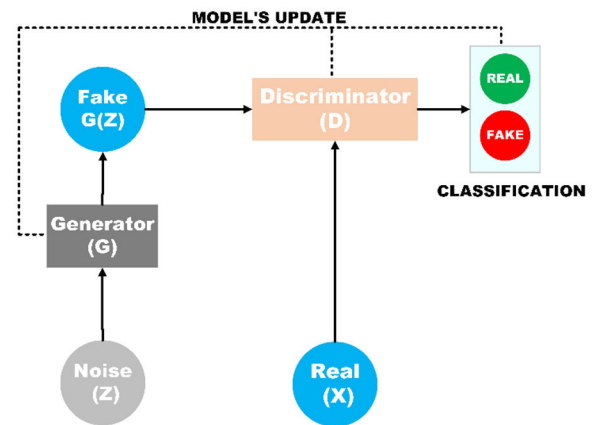 MODEL'S UPDATE
Fake
G(Z)
Discriminator
(D)
REAL
FAKE
CLASSIFICATION
Generator
(G)
Noise
(Z)
Real
(X)